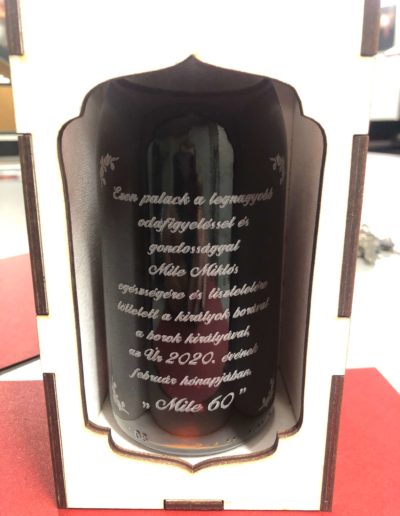 Ezen palack a legnagyobb
odafigyeléssel és
gondossággal
Mile Miklós
egészségére és tiszteletére
töltetett a királyok borával
a borok királyával,
az Úr 2020. évének
február hónapjában.
„ Mile 60 ”